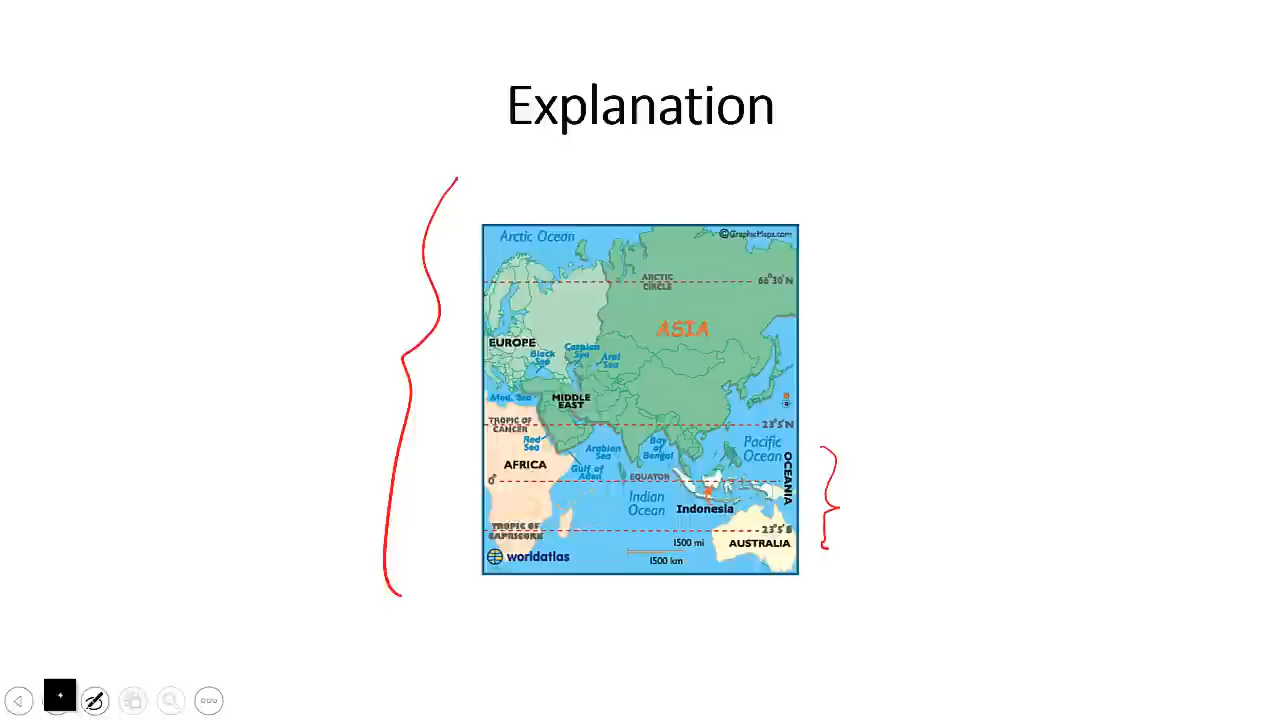 Explanation
Arctic Ocean
©GraphicMaps.com
ARCTIC
CIRCLE
66°30'N
ASIA
EUROPE
Black
Sea
Caspian
Sea
Aral
Sea
Med. Sea
MIDDLE
EAST
TROPIC OF
CANCER
23°5'N
Red
Sea
Arabian
Sea
Bay
of
Bengal
Pacific
Ocean
AFRICA
Gulf of
Aden
OCEANIA
0°
EQUATOR
Indian
Ocean
Indonesia
TROPIC OF
CAPRICORN
23°5'S
AUSTRALIA
1500 mi
1500 km
worldatlas